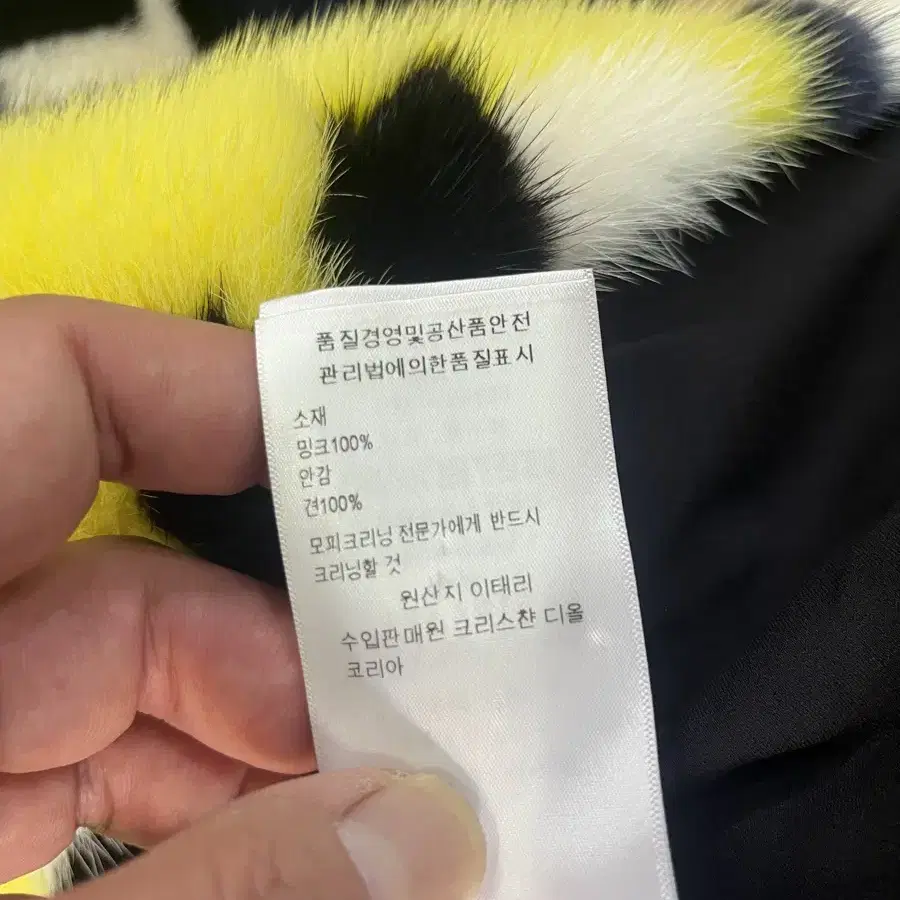 품질경영및공산품안전
관리법에의한품질표시
소재
밍크100%
안감
견100%
모피크리닝 전문가에게 반드시
크리닝할 것
원산지 이태리
수입판매원 크리스챤 디올
코리아